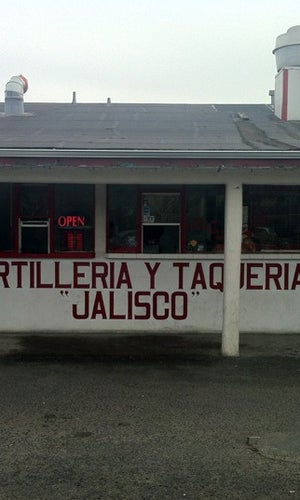 OPEN
RTILLERIA Y TAQUERIA
"JALISCO"